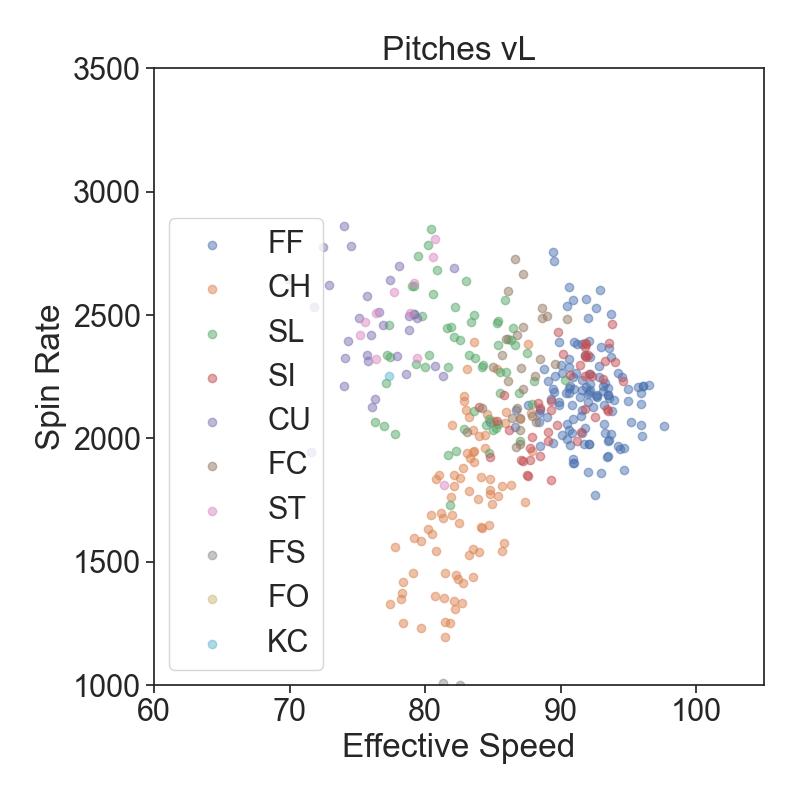 Pitches vL
3500
3000
2500
2000
1500
1000
Spin Rate
FF
CH
SL
SI
CU
FC
ST
FS
FO
KC
60 70 80 90 100
Effective Speed